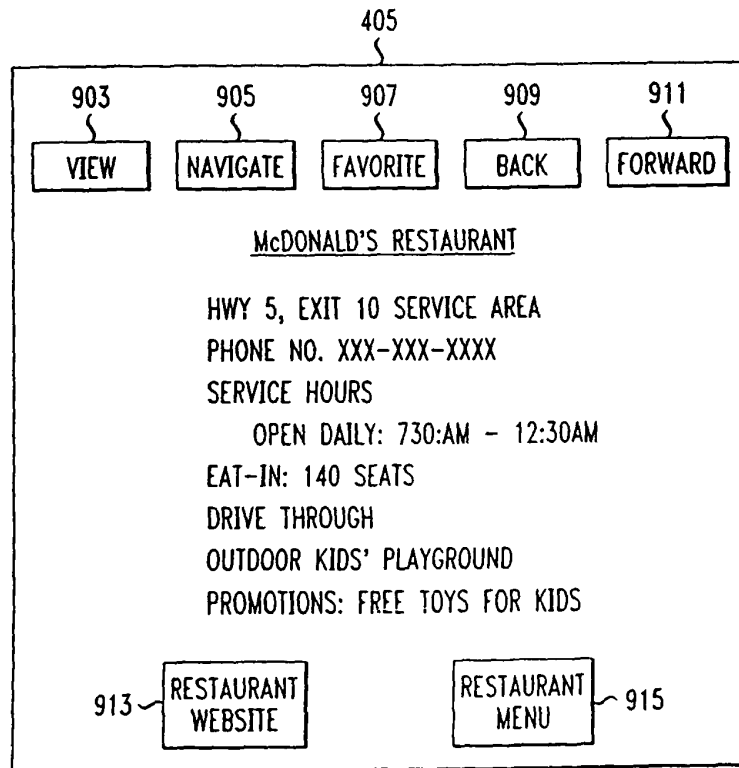 405
903 905 907 909 911
VIEW NAVIGATE FAVORITE BACK FORWARD
McDONALD'S RESTAURANT
HWY 5, EXIT 10 SERVICE AREA
PHONE NO. XXX-XXX-XXXX
SERVICE HOURS
OPEN DAILY: 730:AM - 12:30AM
EAT-IN: 140 SEATS
DRIVE THROUGH
OUTDOOR KIDS' PLAYGROUND
PROMOTIONS: FREE TOYS FOR KIDS
913 RESTAURANT WEBSITE
RESTAURANT MENU 915